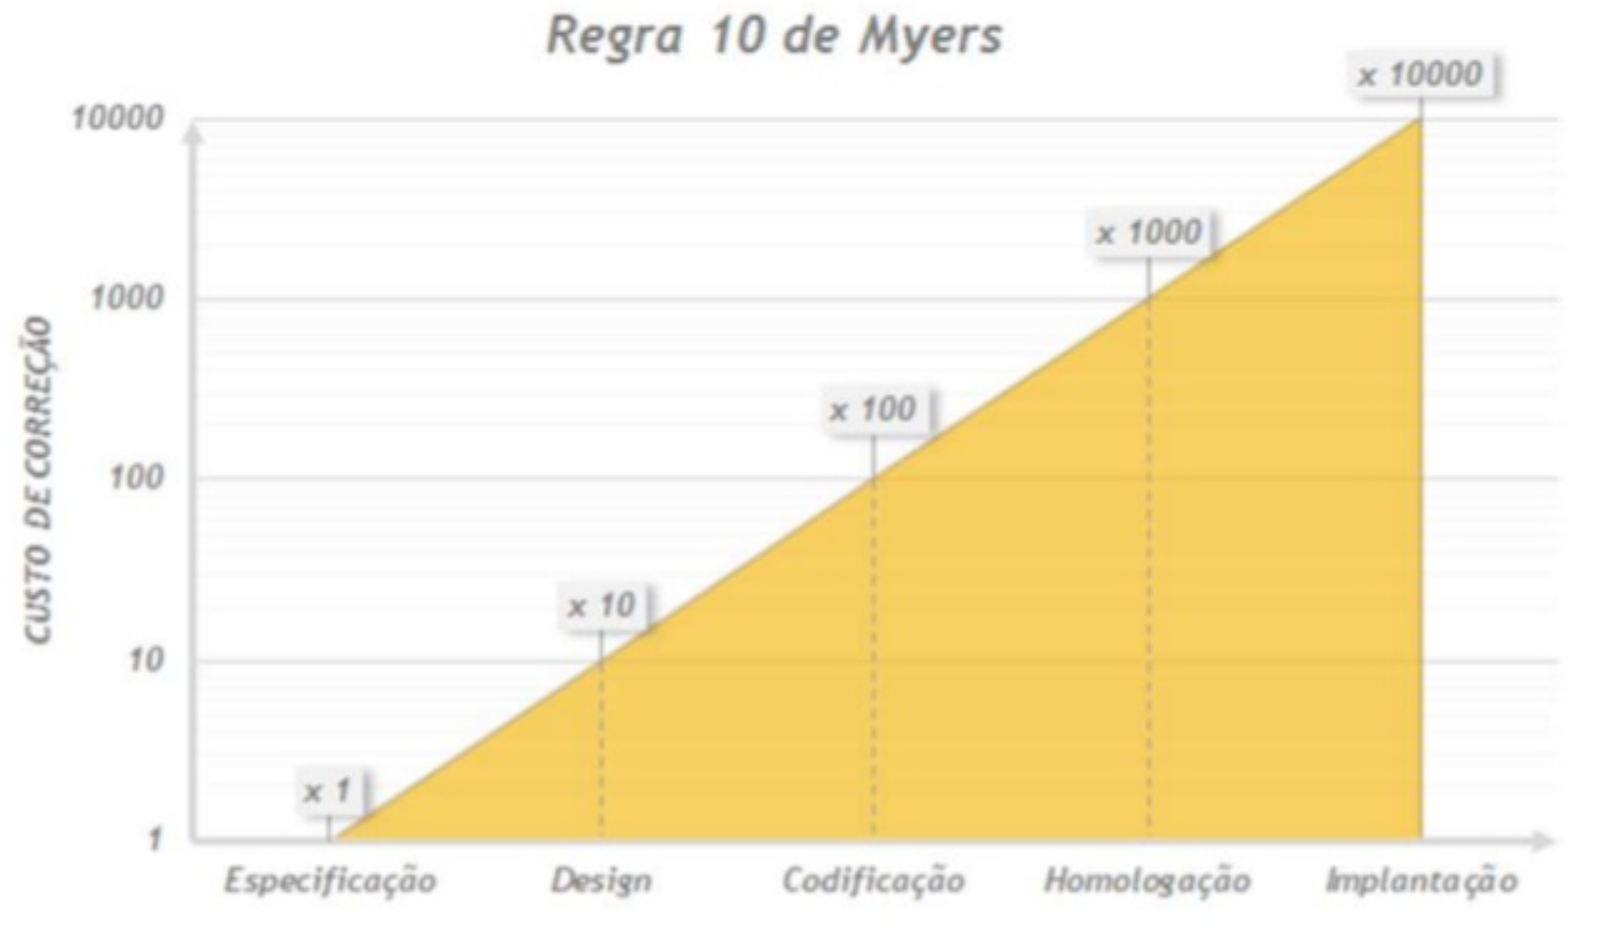 Regra 10 de Myers
x 10000
10000
x 1000
1000
x 100
100
x 10
10
x 1
1
CUSTO DE CORREÇÃO
Especificação
Design
Codificação
Homologação
Implantação